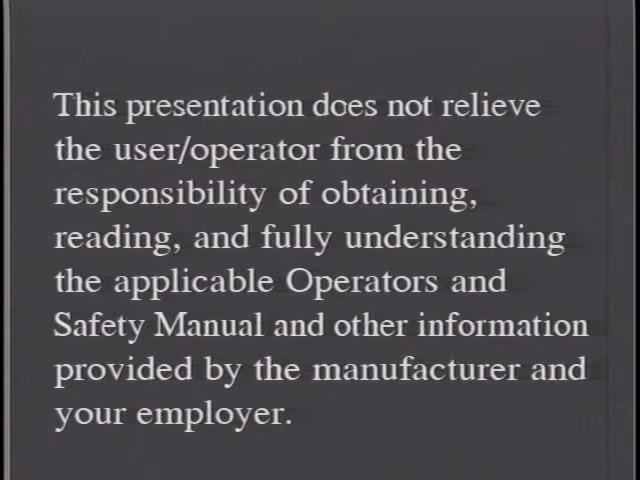 This presentation does not relieve
the user/operator from the
responsibility of obtaining,
reading, and fully understanding
the applicable Operators and
Safety Manual and other information
provided by the manufacturer and
your employer.